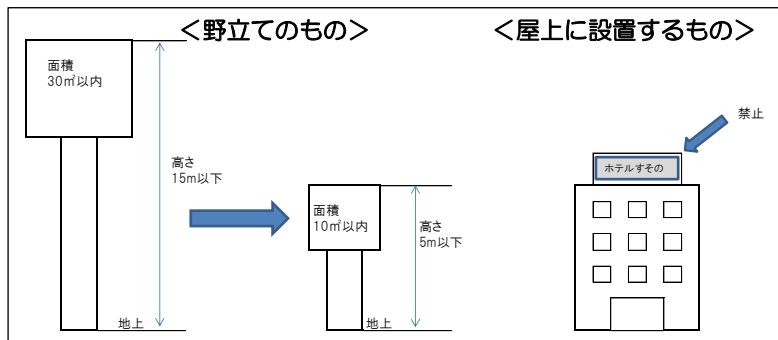 <野立てのもの>
<屋上に設置するもの>
面積
30㎡以内
高さ
15m以下
地上
面積
10㎡以内
高さ
5m以下
地上
禁止
ホテルすその